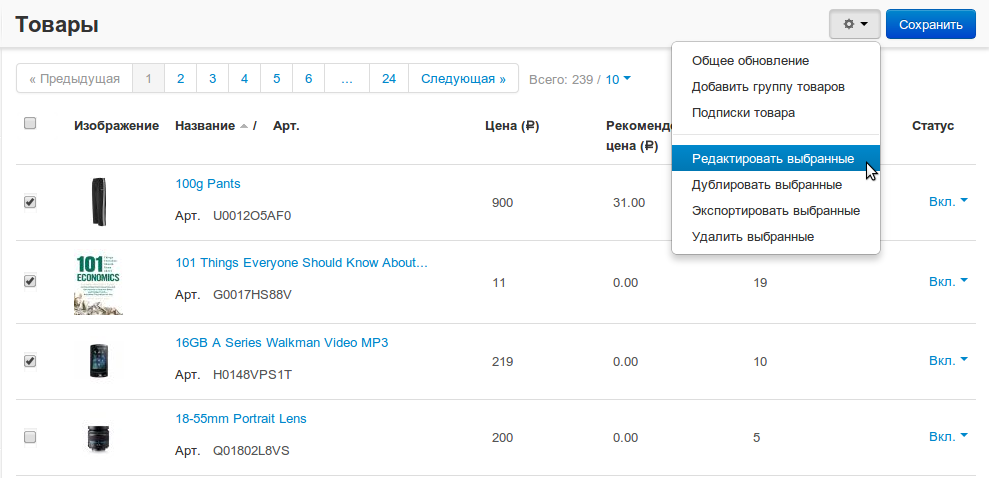 Товары
Сохранить
« Предыдущая 1 2 3 4 5 6 ... 24 Следующая » Всего: 239 / 10
Общее обновление
Добавить группу товаров
Подписки товара
Редактировать выбранные
Дублировать выбранные
Экспортировать выбранные
Удалить выбранные
Изображение Название / Арт. Цена (₽) Рекоменд
цена (₽) Статус
100g Pants
Арт. U0012O5AF0 900 31.00 Вкл.
101
ECONOMICS
101 Things Everyone Should Know About...
Арт. G0017HS88V 11 0.00 19 Вкл.
16GB A Series Walkman Video MP3
Арт. H0148VPS1T 219 0.00 10 Вкл.
18-55mm Portrait Lens
Арт. Q01802L8VS 200 0.00 5 Вкл.